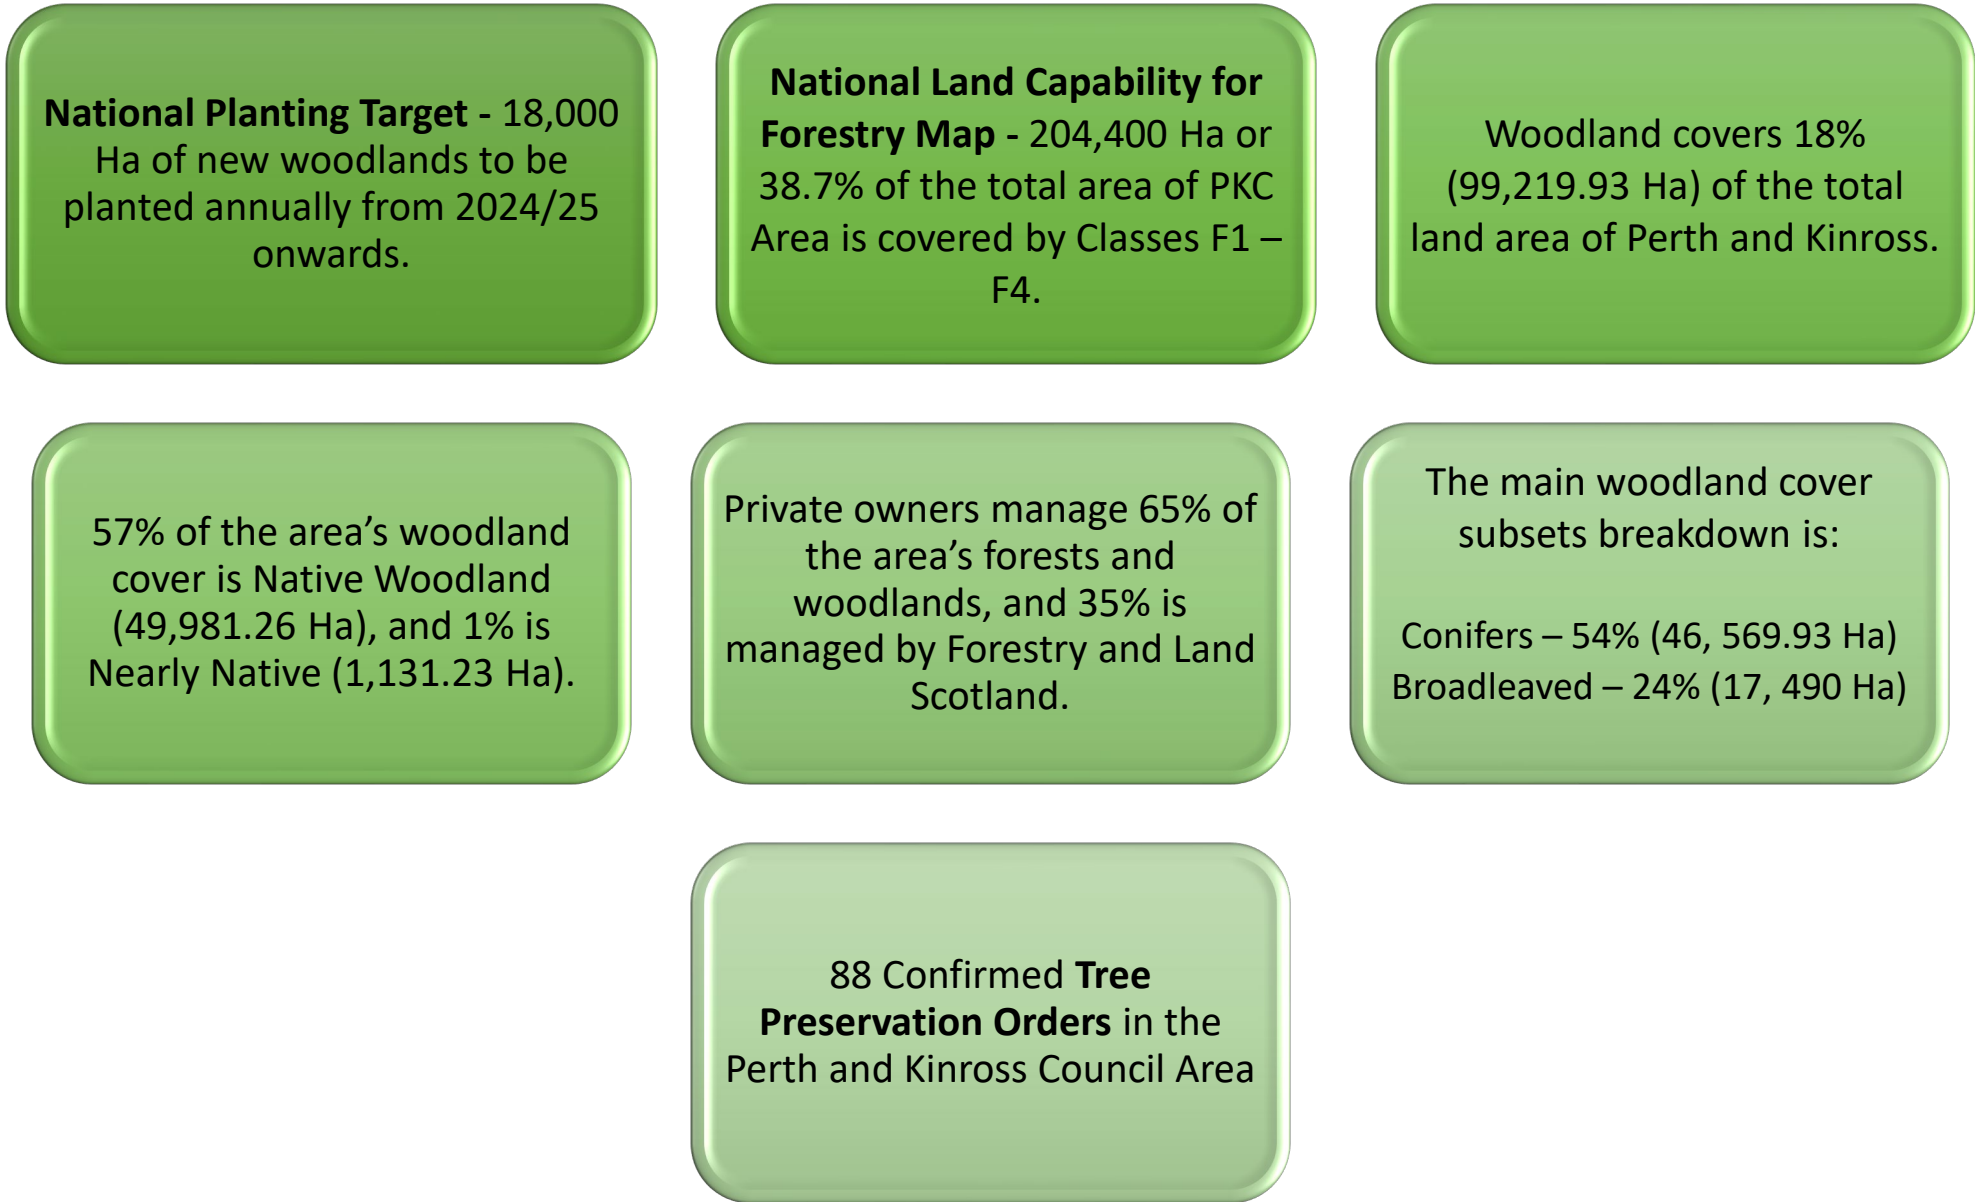 National Planting Target - 18,000
Ha of new woodlands to be
planted annually from 2024/25
onwards.
National Land Capability for
Forestry Map - 204,400 Ha or
38.7% of the total area of PKC
Area is covered by Classes F1 –
F4.
Woodland covers 18%
(99,219.93 Ha) of the total
land area of Perth and Kinross.
57% of the area’s woodland
cover is Native Woodland
(49,981.26 Ha), and 1% is
Nearly Native (1,131.23 Ha).
Private owners manage 65% of
the area’s forests and
woodlands, and 35% is
managed by Forestry and Land
Scotland.
The main woodland cover
subsets breakdown is:
Conifers – 54% (46, 569.93 Ha)
Broadleaved – 24% (17, 490 Ha)
88 Confirmed Tree
Preservation Orders in the
Perth and Kinross Council Area